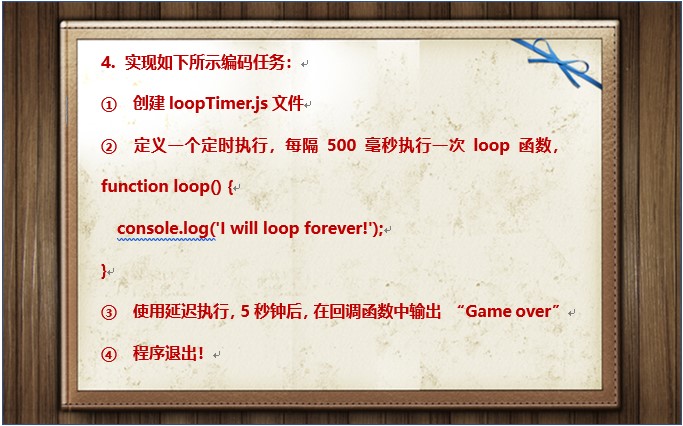 4. 实现如下所示编码任务：
① 创建 loopTimer.js 文件
② 定义一个定时执行，每隔 500 毫秒执行一次 loop 函数，
function loop() {
console.log('I will loop forever!');
}
③ 使用延迟执行，5 秒钟后，在回调函数中输出 “Game over”
④ 程序退出！